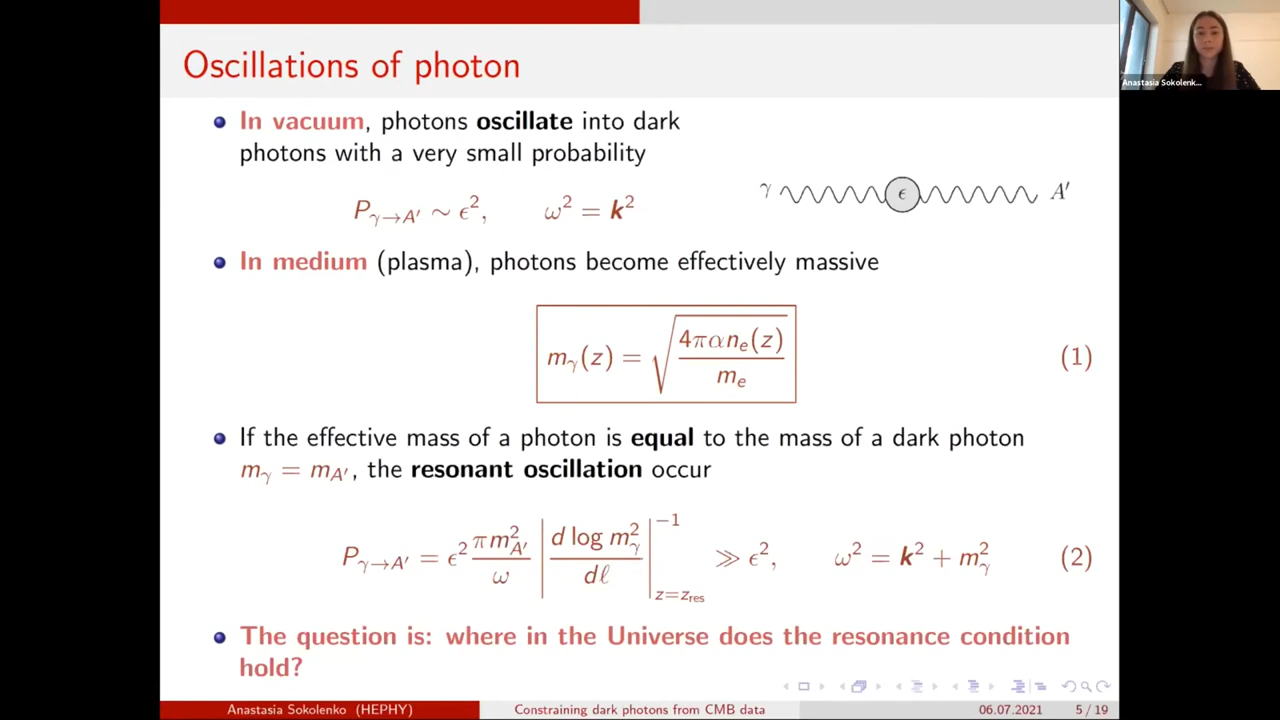 Oscillations of photon
In vacuum, photons oscillate into dark
photons with a very small probability
P_{γ→A′} ∼ ϵ², ω² = k²
γ ϵ A′
In medium (plasma), photons become effectively massive
m_γ(z) = √(4παn_e(z)/m_e) (1)
If the effective mass of a photon is equal to the mass of a dark photon
m_γ = m_{A′}, the resonant oscillation occur
P_{γ→A′} = ϵ² (πm²_{A′}/ω) |d log m²_γ/dℓ|⁻¹_{z=z_res} ≫ ϵ², ω² = k² + m²_γ (2)
The question is: where in the Universe does the resonance condition
hold?
Anastasia Sokolenko (HEPHY) Constraining dark photons from CMB data 06.07.2021 5 / 19
Anastasia Sokolenk...